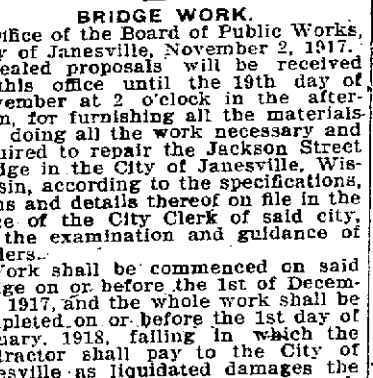 BRIDGE WORK.
ffice of the Board of Public Works,
y of Janesville, November 2, 1917.
ealed proposals will be received
this office until the 19th day of
vember at 2 o'clock in the after-
n, for furnishing all the materials
doing all the work necessary and
uired to repair the Jackson Street
dge in the City of Janesville, Wis-
sin, according to the specifications,
ns and details thereof on file in the
ce of the City Clerk of said city,
the examination and guidance of
ders.
ork shall be commenced on said
ge on or before the 1st of Decem-
1917, and the whole work shall be
pleted on or before the 1st day of
uary, 1918, failing in which the
tractor shall pay to the City of
esville as liquidated damages the